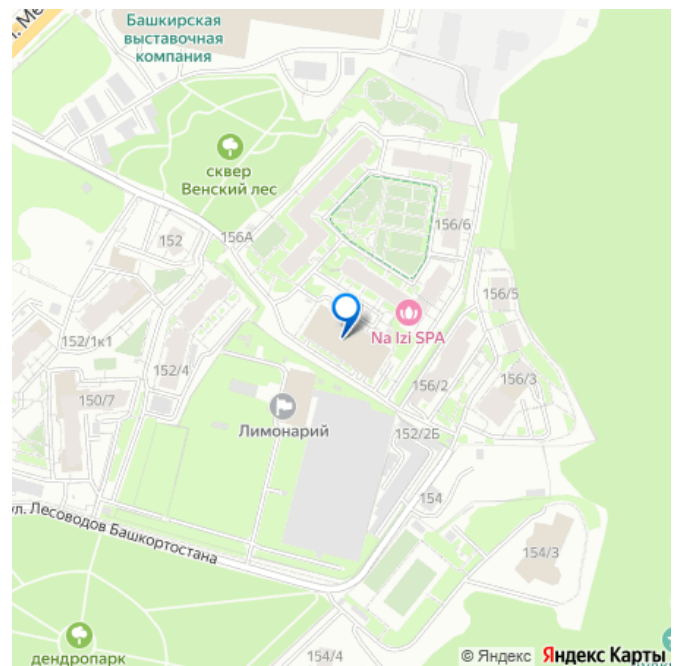 Башкирская
выставочная
компания
сквер
Венский лес
152
156А
156/6
156/5
152/1к1
152/4
Na Izi SPA
156/2
156/3
150/7
Лимонарий
152/2Б
154
ул. Лесоводов Башкортостана
154/3
дендропарк
154/4
© Яндекс Яндекс Карты